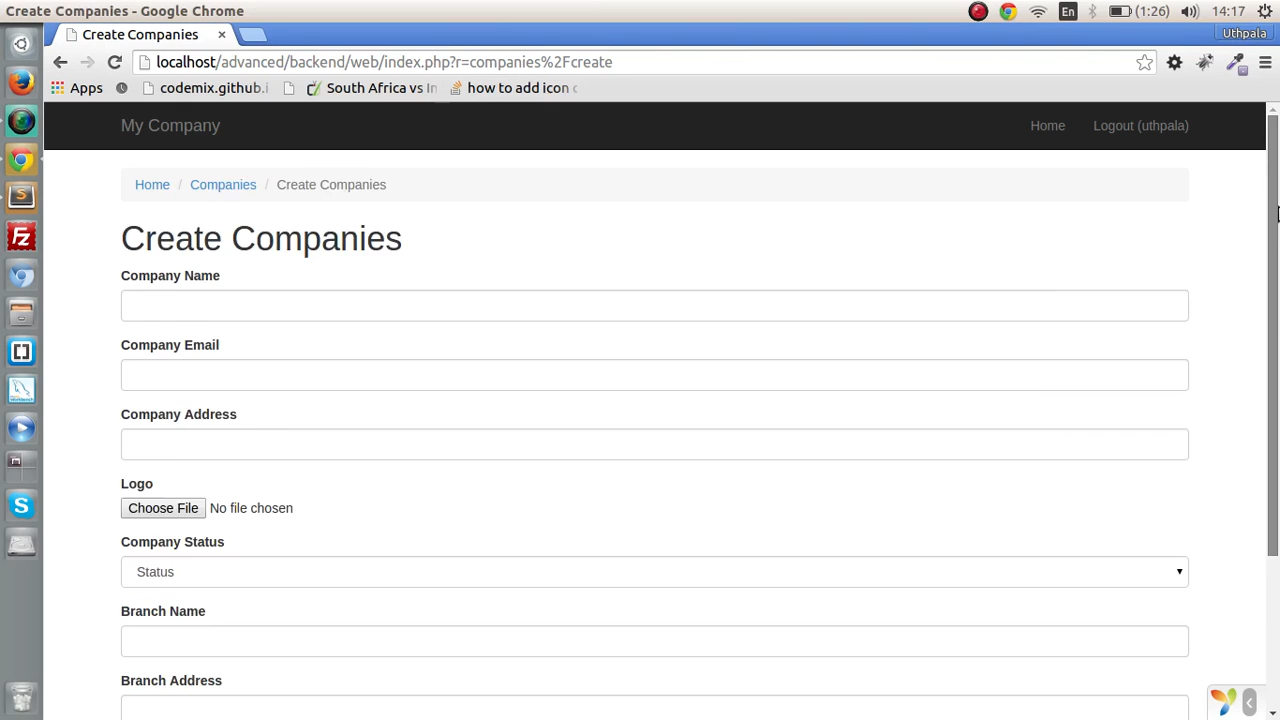 Create Companies - Google Chrome
En
(1:26)
14:17
Create Companies ×
Uthpala
localhost/advanced/backend/web/index.php?r=companies%2Fcreate
Apps
codemix.github.i
South Africa vs In
how to add icon
My Company
Home
Logout (uthpala)
Home / Companies / Create Companies
Create Companies
Company Name
Company Email
Company Address
Logo
Choose File No file chosen
Company Status
Status
Branch Name
Branch Address